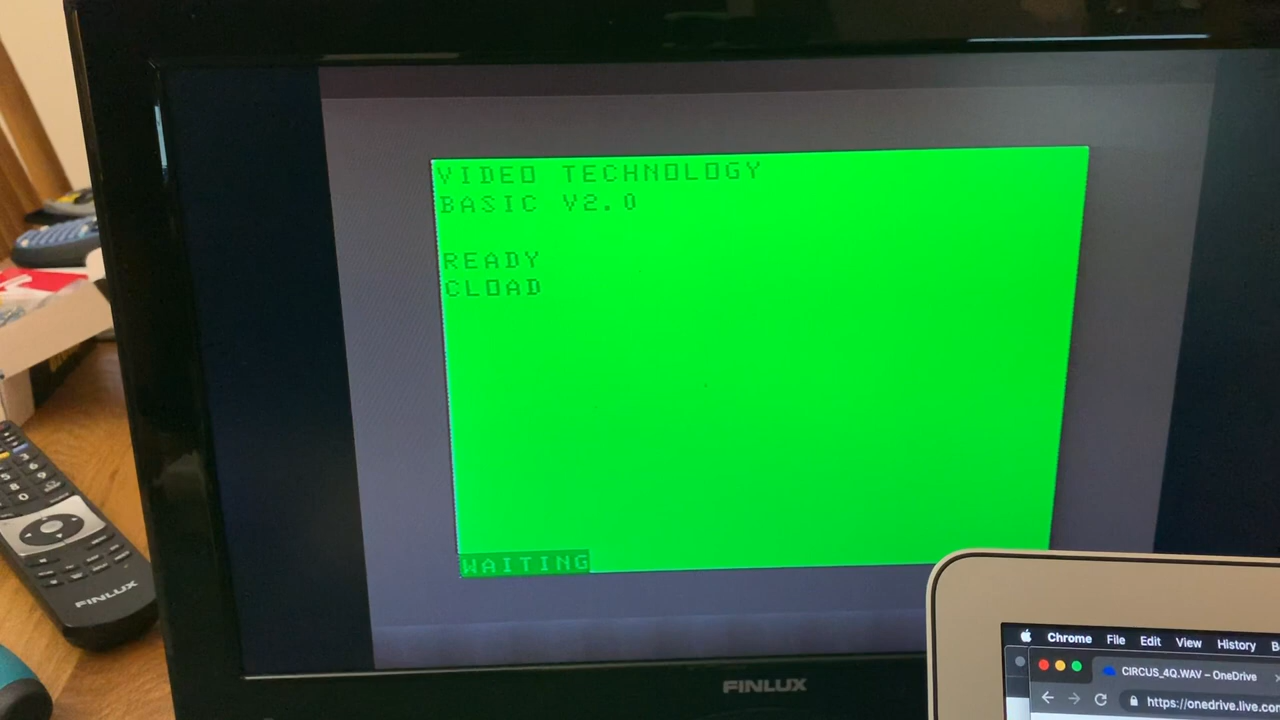 VIDEO TECHNOLOGY
BASIC V2.0
READY
CLOAD
WAITING
FINLUX
FINLUX
Chrome File Edit View History
CIRCUS_4Q.WAV – OneDrive
https://onedrive.live.com